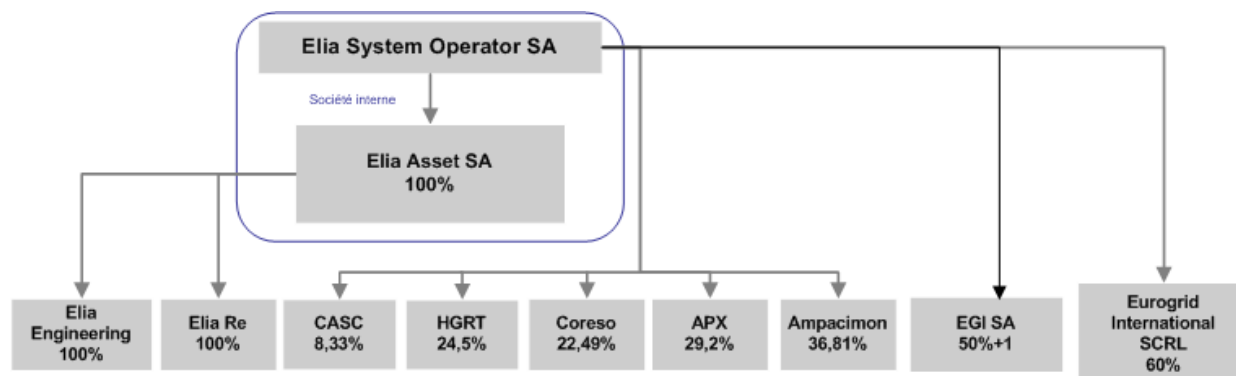 Elia System Operator SA
Société interne
Elia Asset SA
100%
Elia
Engineering
100%
Elia Re
100%
CASC
8,33%
HGRT
24,5%
Coreso
22,49%
APX
29,2%
Ampacimon
36,81%
EGI SA
50%+1
Eurogrid
International
SCRL
60%